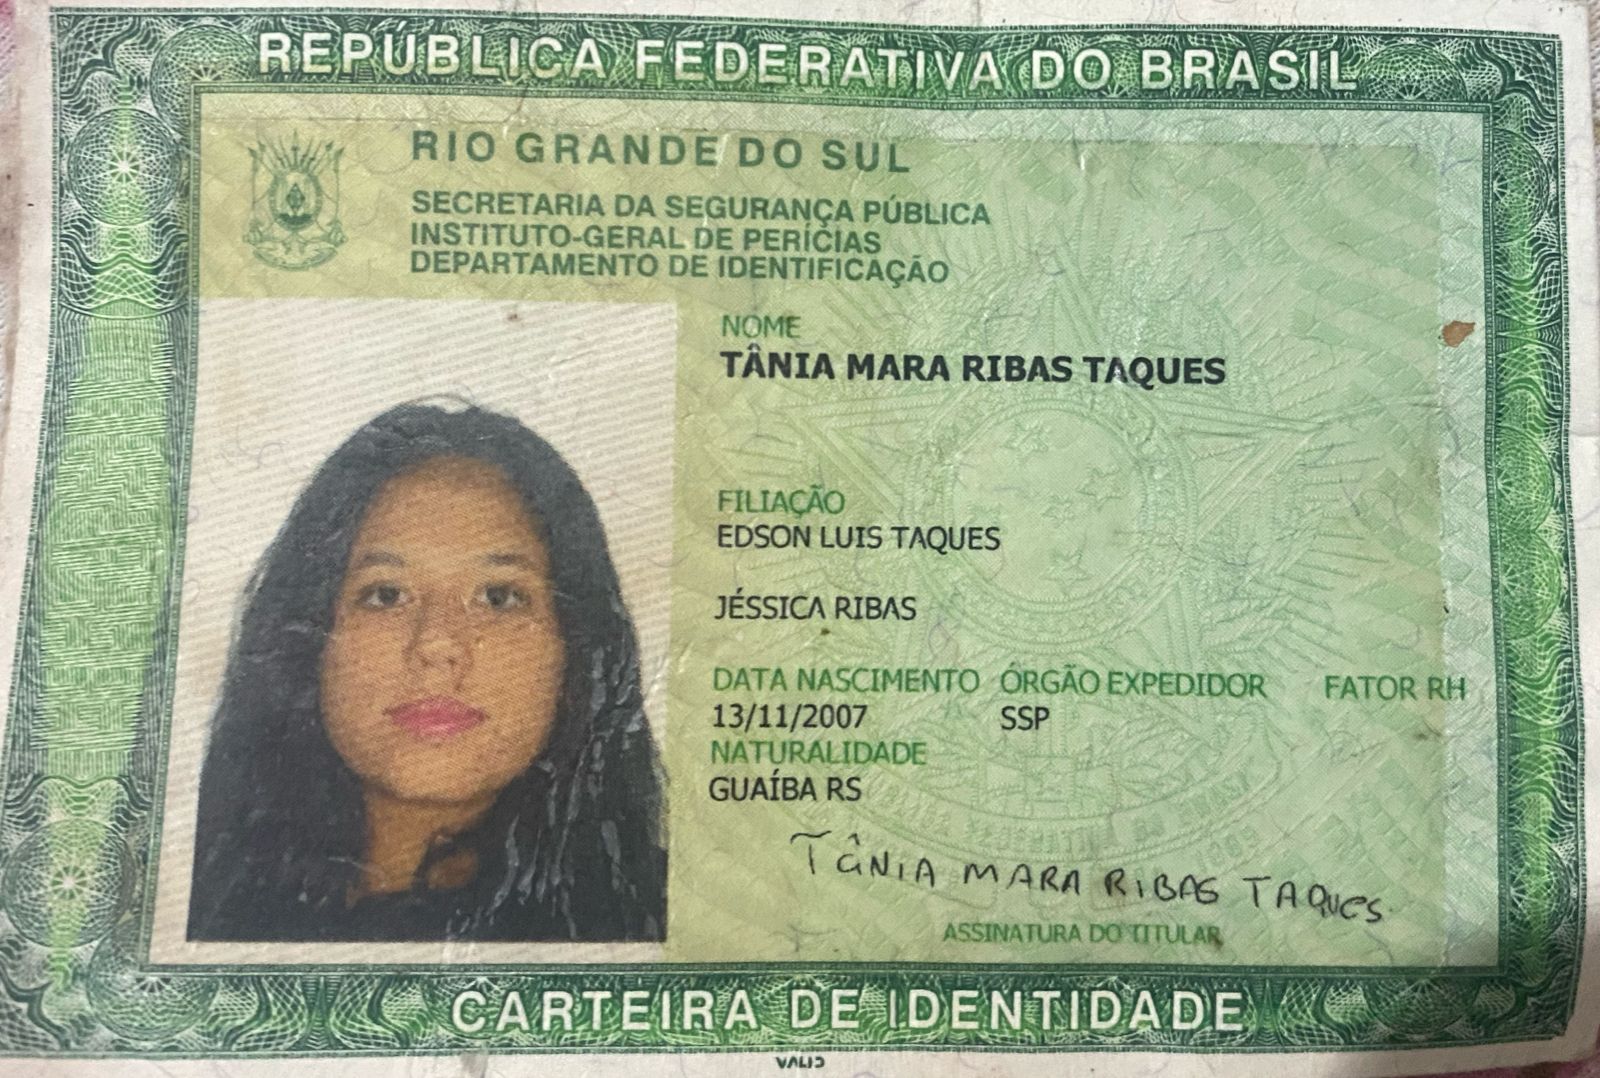 REPÚBLICA FEDERATIVA DO BRASIL
RIO GRANDE DO SUL
SECRETARIA DA SEGURANÇA PÚBLICA
INSTITUTO-GERAL DE PERÍCIAS
DEPARTAMENTO DE IDENTIFICAÇÃO
NOME
TÂNIA MARA RIBAS TAQUES
FILIAÇÃO
EDSON LUIS TAQUES
JÉSSICA RIBAS
DATA NASCIMENTO ÓRGÃO EXPEDIDOR FATOR RH
13/11/2007 SSP
NATURALIDADE
GUAÍBA RS
TÂNIA MARA RIBAS TAQUES
ASSINATURA DO TITULAR
CARTEIRA DE IDENTIDADE